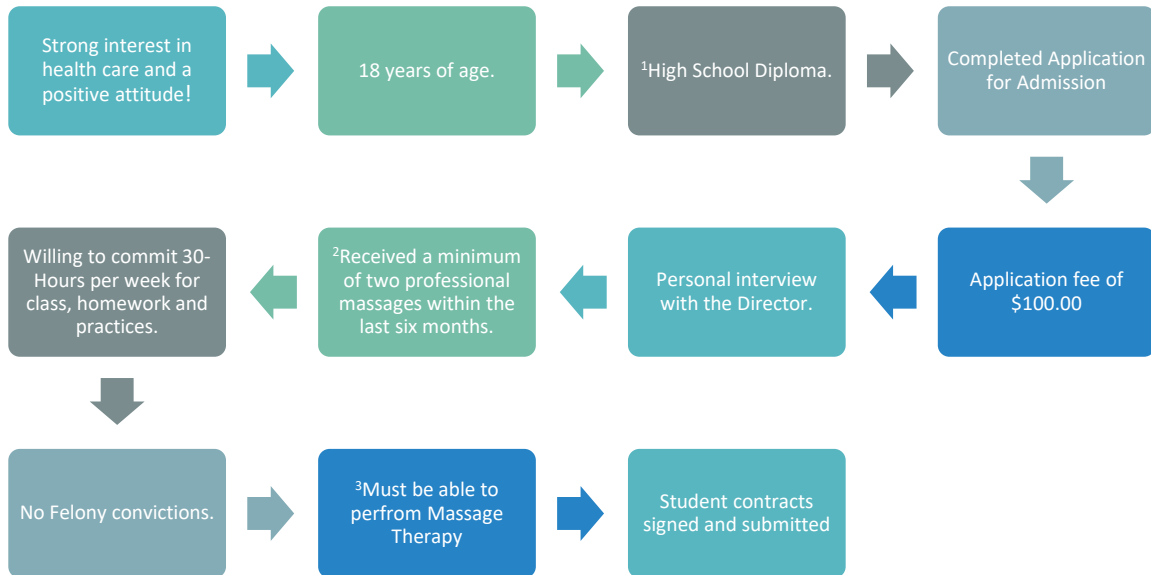 Strong interest in
health care and a
positive attitude!
18 years of age.
¹High School Diploma.
Completed Application
for Admission
Application fee of
$100.00
Personal interview
with the Director.
²Received a minimum
of two professional
massages within the
last six months.
Willing to commit 30-
Hours per week for
class, homework and
practices.
No Felony convictions.
³Must be able to
perfrom Massage
Therapy
Student contracts
signed and submitted